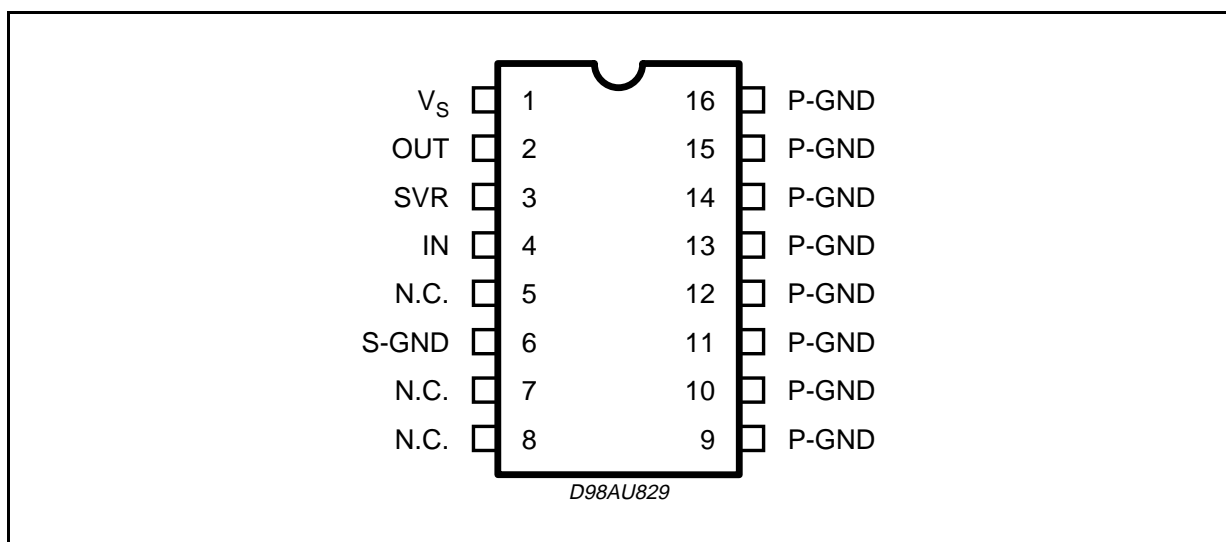 V_S 1 16 P-GND
OUT 2 15 P-GND
SVR 3 14 P-GND
IN 4 13 P-GND
N.C. 5 12 P-GND
S-GND 6 11 P-GND
N.C. 7 10 P-GND
N.C. 8 9 P-GND
D98AU829